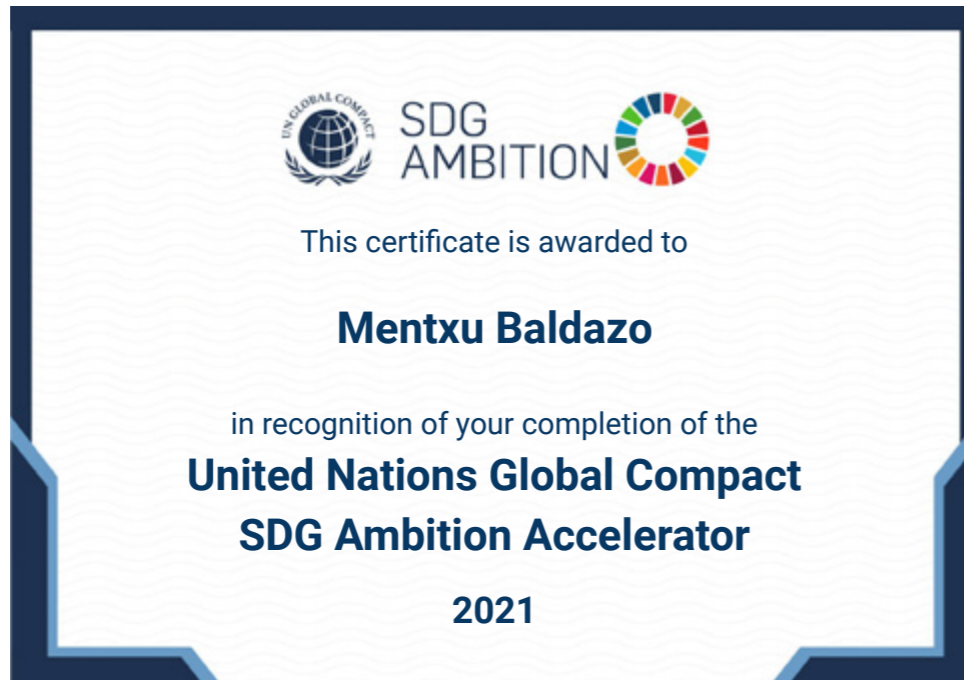 UN GLOBAL COMPACT
SDG
AMBITION
This certificate is awarded to
Mentxu Baldazo
in recognition of your completion of the
United Nations Global Compact
SDG Ambition Accelerator
2021